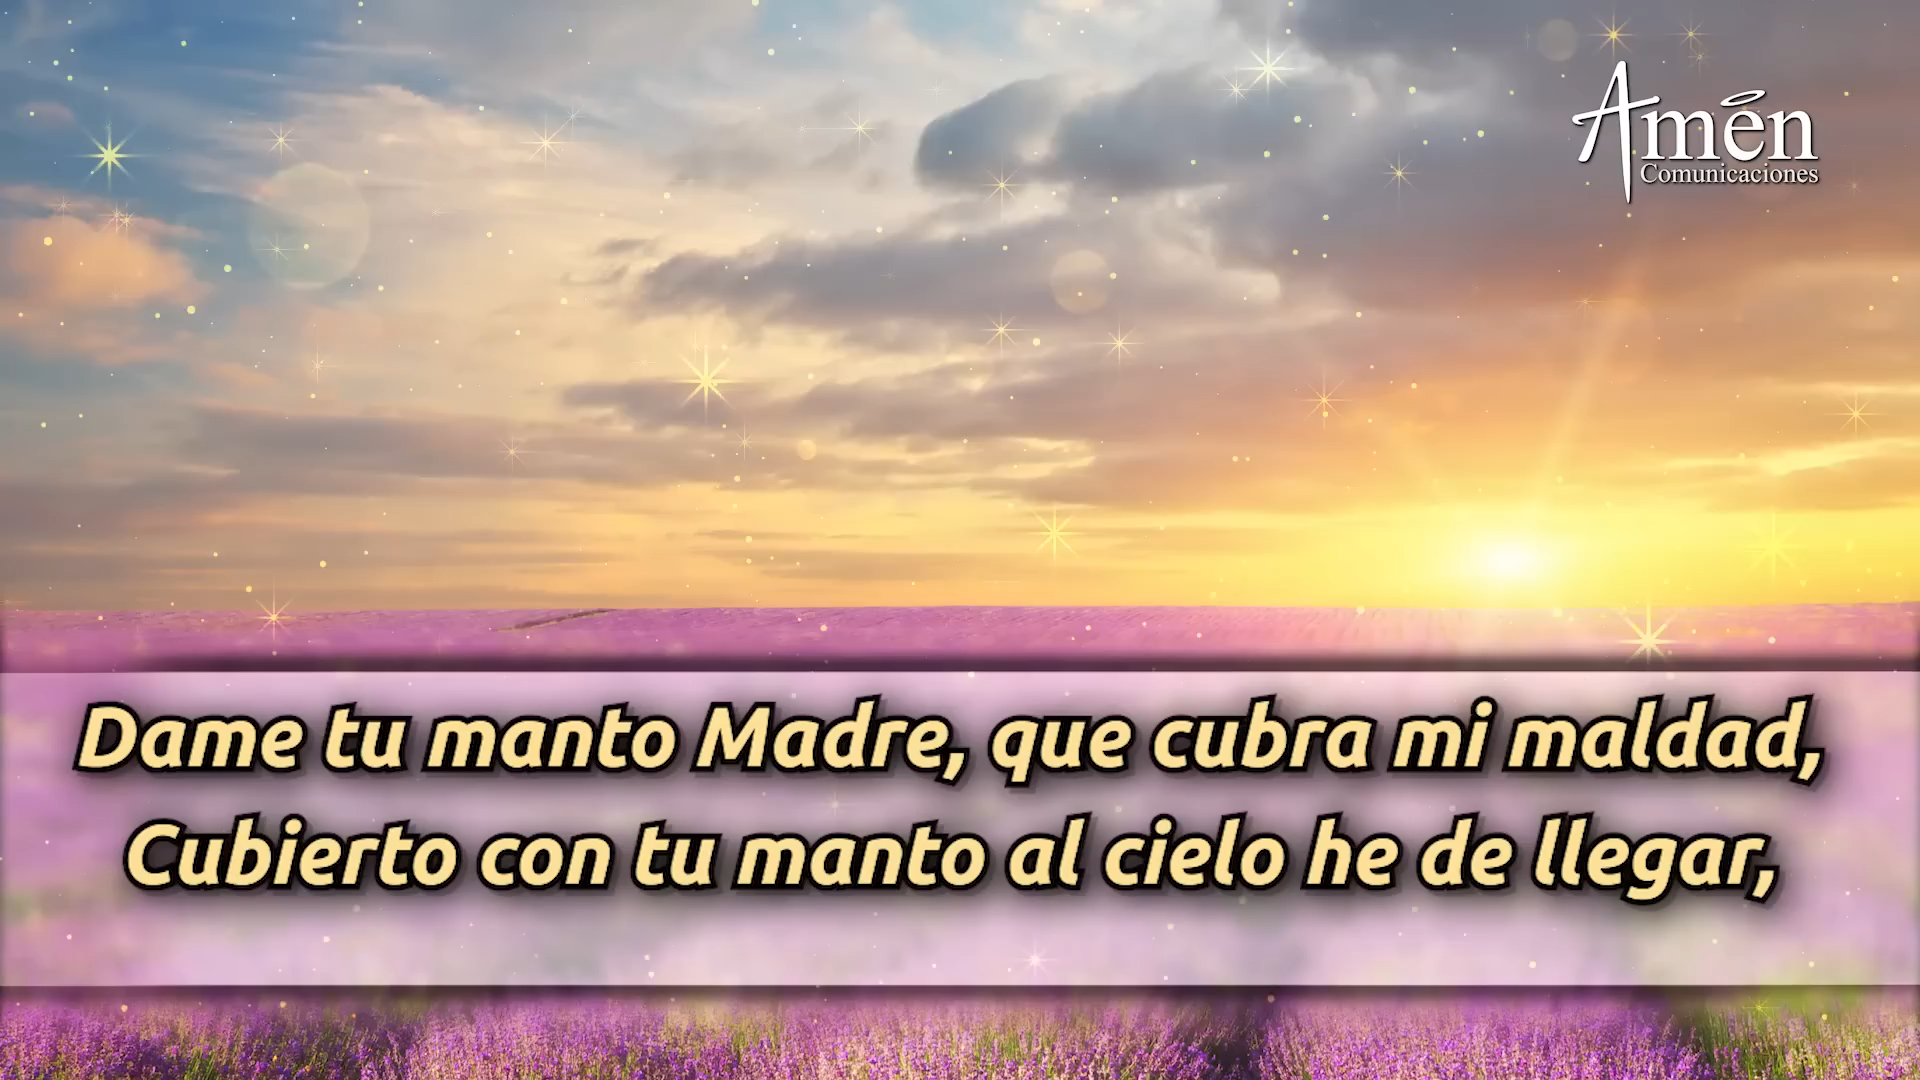 Amén
Comunicaciones
Dame tu manto Madre, que cubra mi maldad,
Cubierto con tu manto al cielo he de llegar,